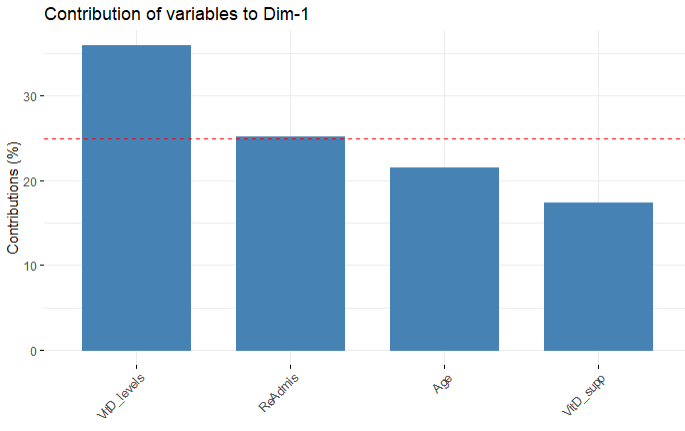 Contribution of variables to Dim-1
Contributions (%)
30
20
10
0
VitD_levels
ReAdmis
Age
VitD_supp